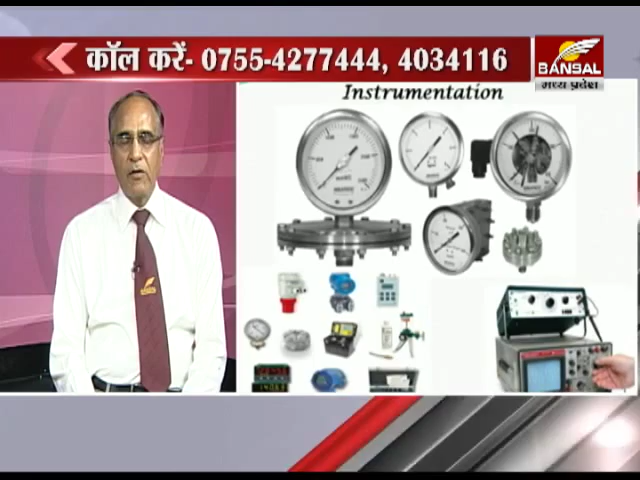 कॉल करें- 0755-4277444, 4034116
BANSAL
मध्य प्रदेश
Instrumentation